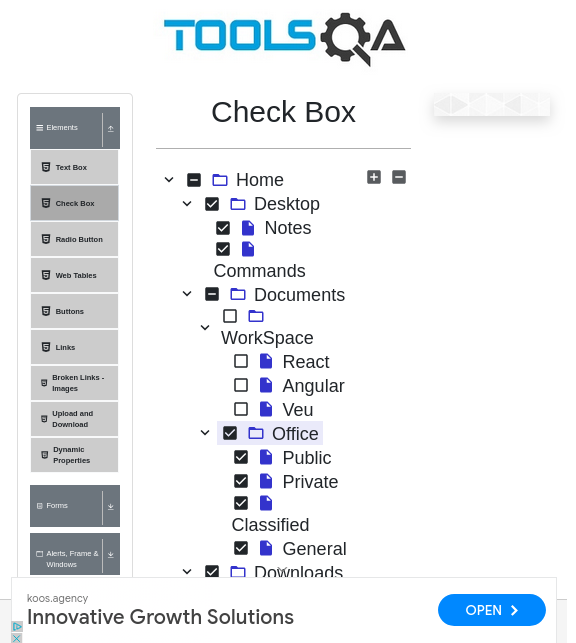 TOOLSQA
Elements
Text Box
Check Box
Radio Button
Web Tables
Buttons
Links
Broken Links -
Images
Upload and
Download
Dynamic
Properties
Forms
Alerts, Frame &
Windows
Check Box
Home
Desktop
Notes
Commands
Documents
WorkSpace
React
Angular
Veu
Office
Public
Private
Classified
General
Downloads
koos.agency
Innovative Growth Solutions
OPEN